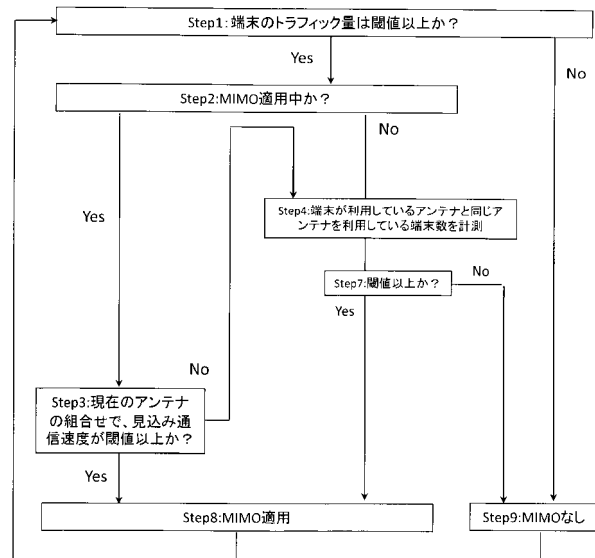 Step1:端末のトラフィック量は閾値以上か？
Yes
No
Step2:MIMO適用中か？
No
Yes
Step4:端末が利用しているアンテナと同じア
ンテナを利用している端末数を計測
Step7:閾値以上か？
No
Yes
No
Step3:現在のアンテナ
の組合せで、見込み通
信速度が閾値以上か？
Yes
Step8:MIMO適用
Step9:MIMOなし